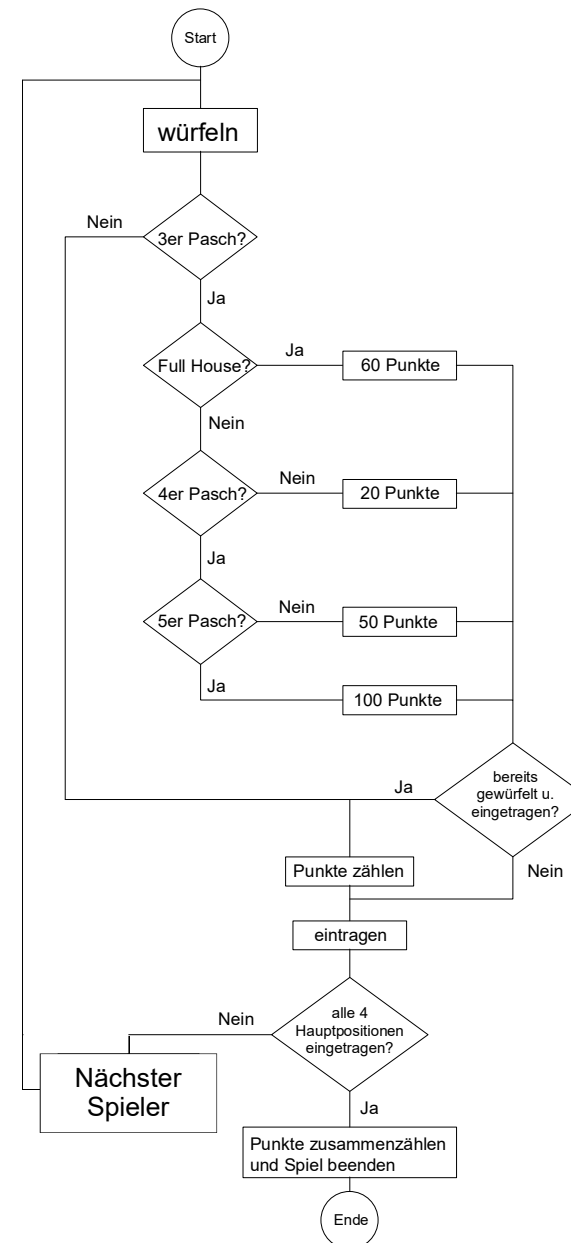 Start
würfeln
Nein
3er Pasch?
Ja
Full House?
Ja
60 Punkte
Nein
4er Pasch?
Nein
20 Punkte
Ja
5er Pasch?
Nein
50 Punkte
Ja
100 Punkte
bereits
gewürfelt u.
eingetragen?
Ja
Nein
Punkte zählen
eintragen
alle 4
Hauptpositionen
eingetragen?
Nein
Nächster
Spieler
Ja
Punkte zusammenzählen
und Spiel beenden
Ende